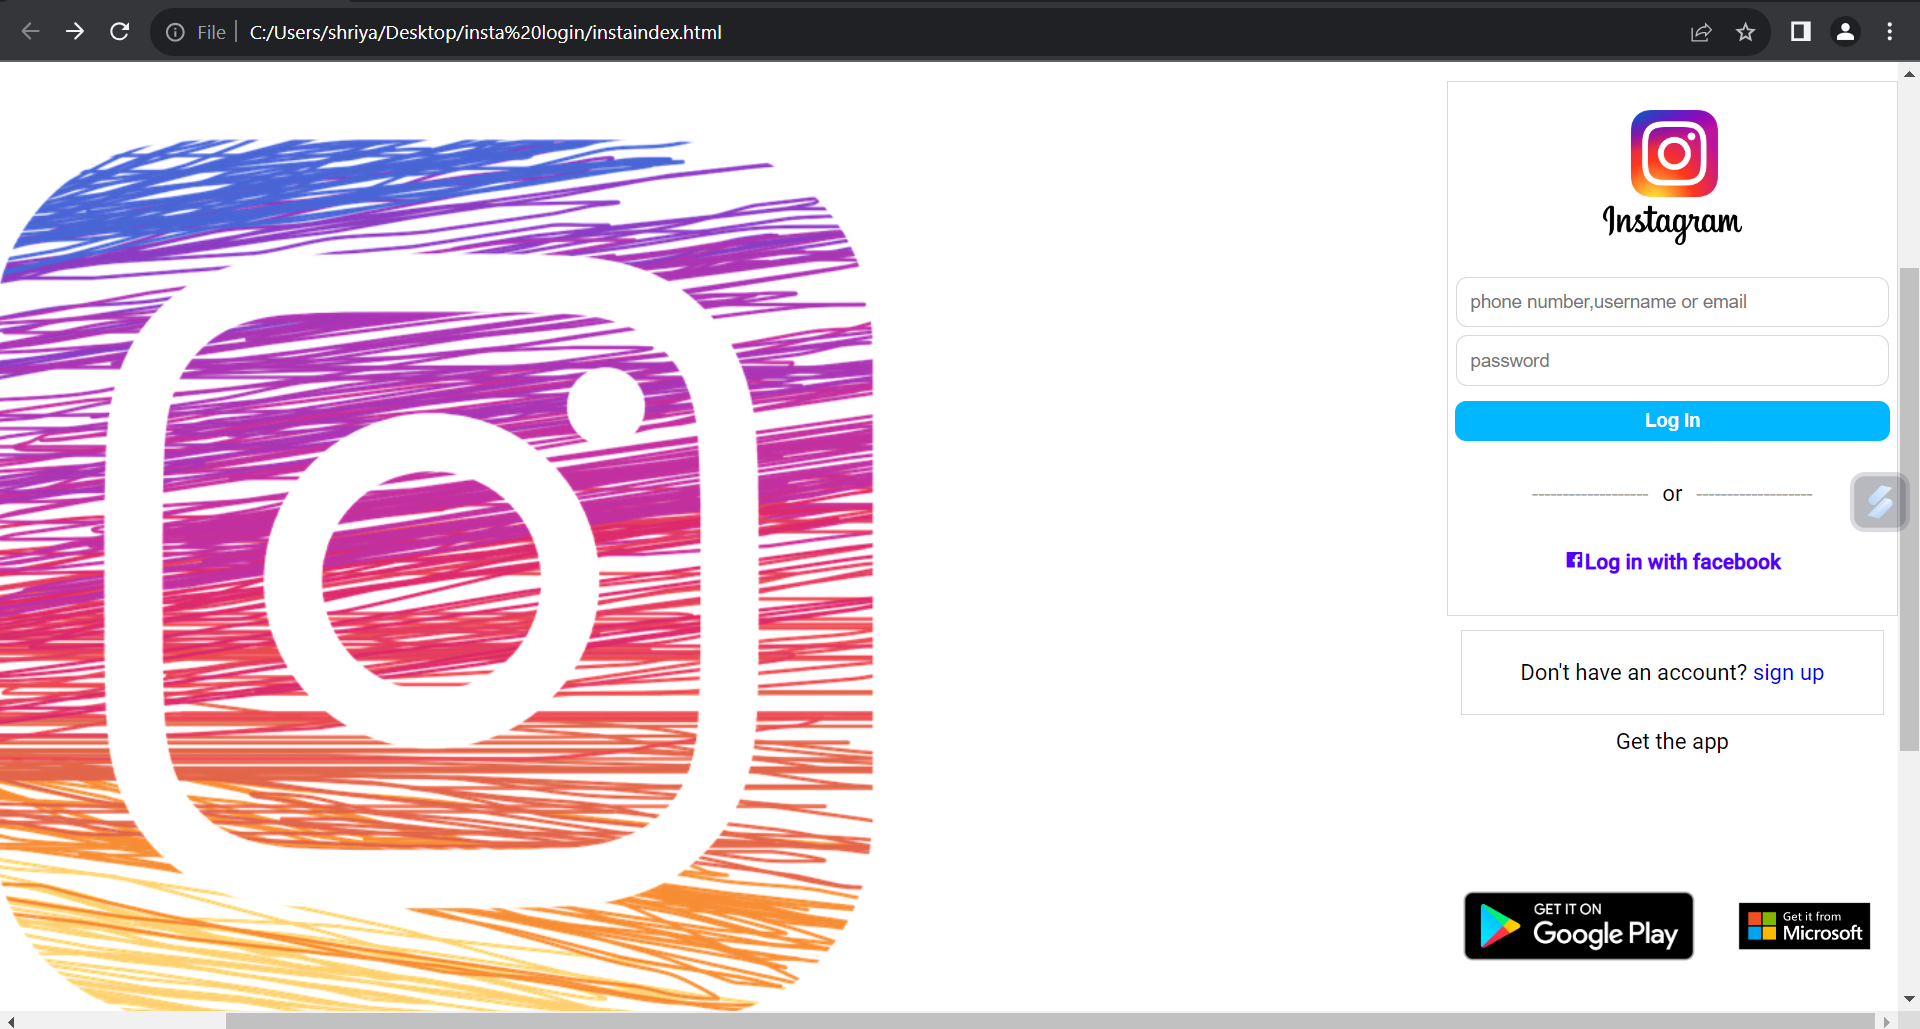 File
C:/Users/shriya/Desktop/insta%20login/instaindex.html
Instagram
phone number,username or email
password
Log In
------------------- or -------------------
Log in with facebook
Don't have an account? sign up
Get the app
GET IT ON
Google Play
Get it from
Microsoft